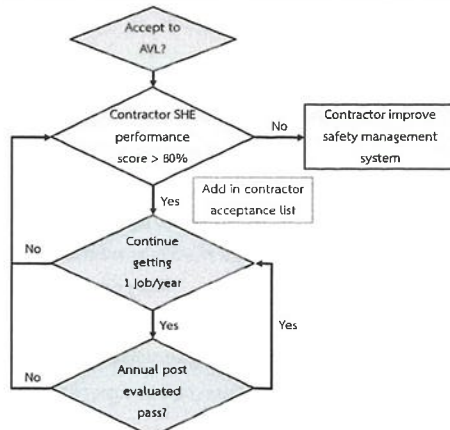 Accept to
AVL?
Contractor SHE
performance
score > 80%
No
Contractor improve
safety management
system
Yes
Add in contractor
acceptance list
No
Continue
getting
1 job/year
Yes
Yes
No
Annual post
evaluated
pass?